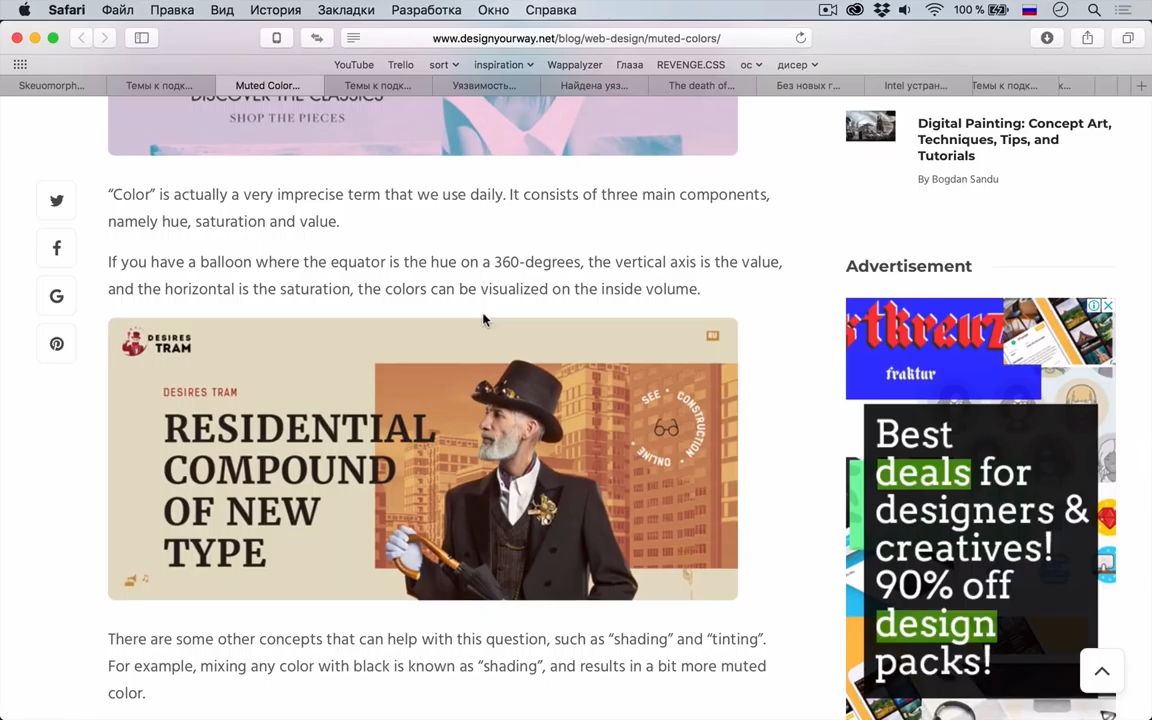 Safari Файл Правка Вид История Закладки Разработка Окно Справка 100 %
www.designyourway.net/blog/web-design/muted-colors/
YouTube Trello sort inspiration Wappalyzer Глаза REVENGE.CSS ос дисер
Skeuomorph... Темы к подк... Muted Color... Темы к подк... Уязвимость... Найдена уяз... The death of... Без новых г... Intel устран... Темы к подк... к...
DISCOVER THE CLASSICS
SHOP THE PIECES
“Color” is actually a very imprecise term that we use daily. It consists of three main components,
namely hue, saturation and value.
If you have a balloon where the equator is the hue on a 360-degrees, the vertical axis is the value,
and the horizontal is the saturation, the colors can be visualized on the inside volume.
DESIRES
TRAM
DESIRES TRAM
RESIDENTIAL
COMPOUND
OF NEW
TYPE
SEE • CONSTRUCTION • ONLINE •
There are some other concepts that can help with this question, such as “shading” and “tinting”.
For example, mixing any color with black is known as “shading”, and results in a bit more muted
color.
Digital Painting: Concept Art,
Techniques, Tips, and
Tutorials
By Bogdan Sandu
Advertisement
fraktur
Best
deals for
designers &
creatives!
90% off
design
packs!